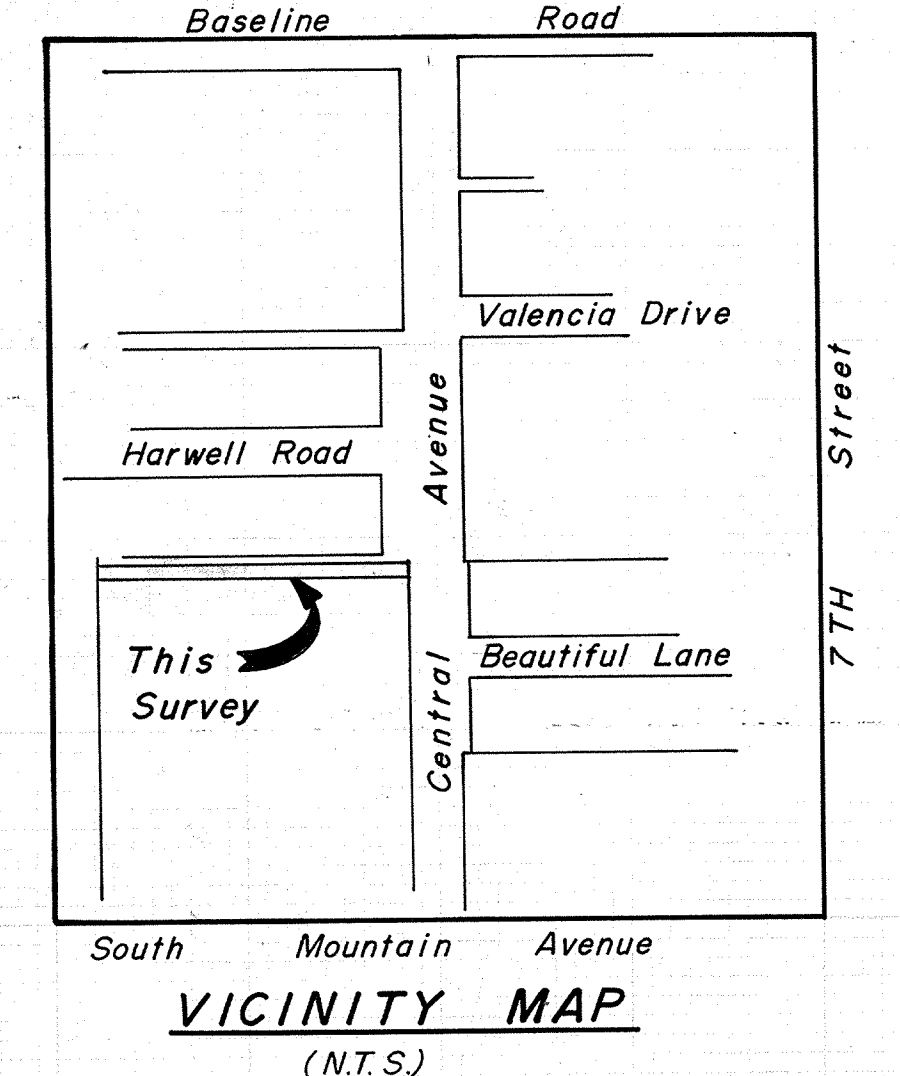 Baseline Road
Valencia Drive
Street
Avenue
Harwell Road
7TH
This
Survey
Beautiful Lane
Central
South Mountain Avenue
VICINITY MAP
(N.T.S.)